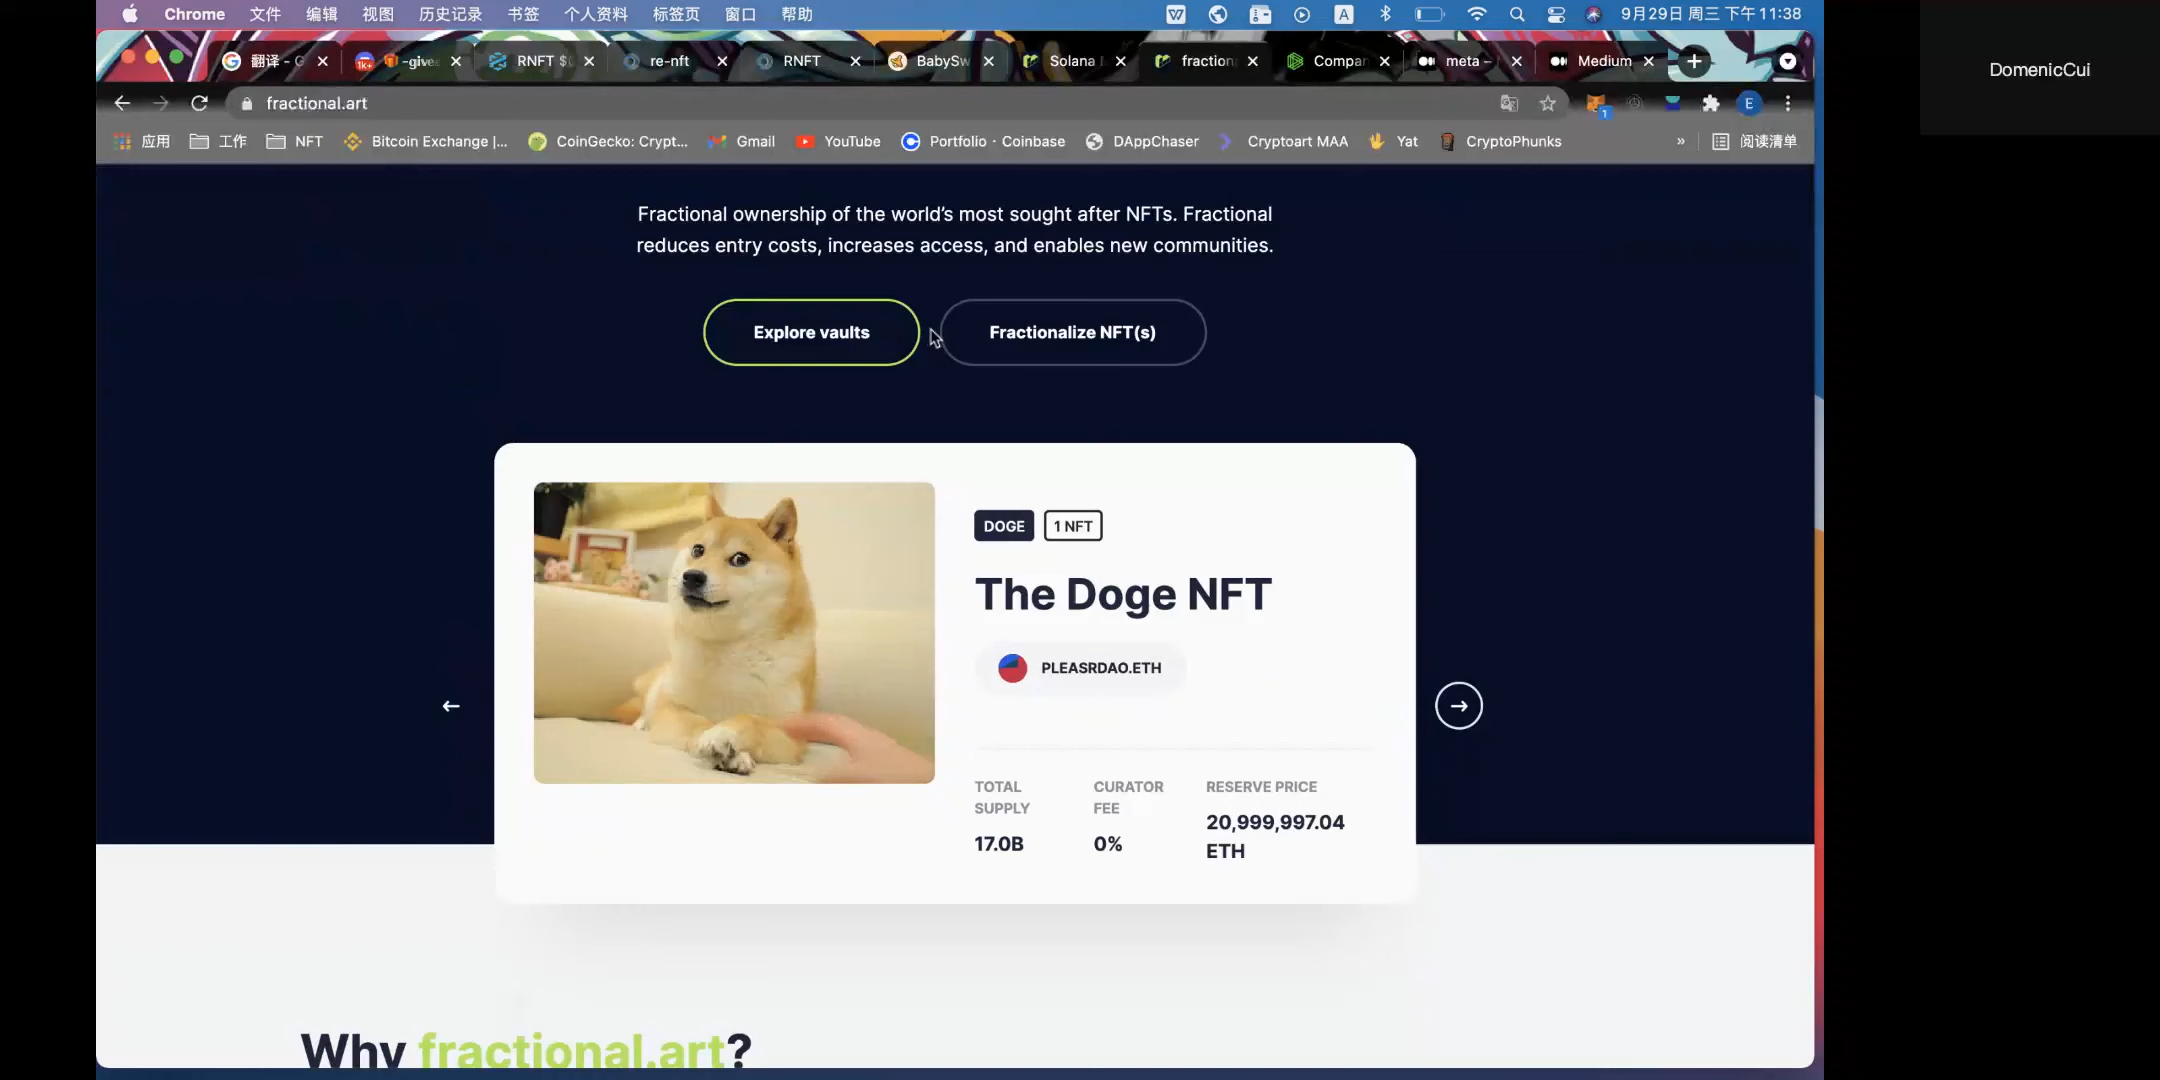 Chrome 文件 编辑 视图 历史记录 书签 个人资料 标签页 窗口 帮助 9月29日 周三 下午11:38
翻译 - G -give RNFT $ re-nft RNFT BabySw Solana fraction Compar meta – Medium
fractional.art
应用 工作 NFT Bitcoin Exchange |... CoinGecko: Crypt... Gmail YouTube Portfolio · Coinbase DAppChaser Cryptoart MAA Yat CryptoPhunks » 阅读清单
DomenicCui
Fractional ownership of the world's most sought after NFTs. Fractional
reduces entry costs, increases access, and enables new communities.
Explore vaults Fractionalize NFT(s)
DOGE 1 NFT
The Doge NFT
PLEASRDAO.ETH
TOTAL SUPPLY
17.0B
CURATOR FEE
0%
RESERVE PRICE
20,999,997.04
ETH
Why fractional.art?